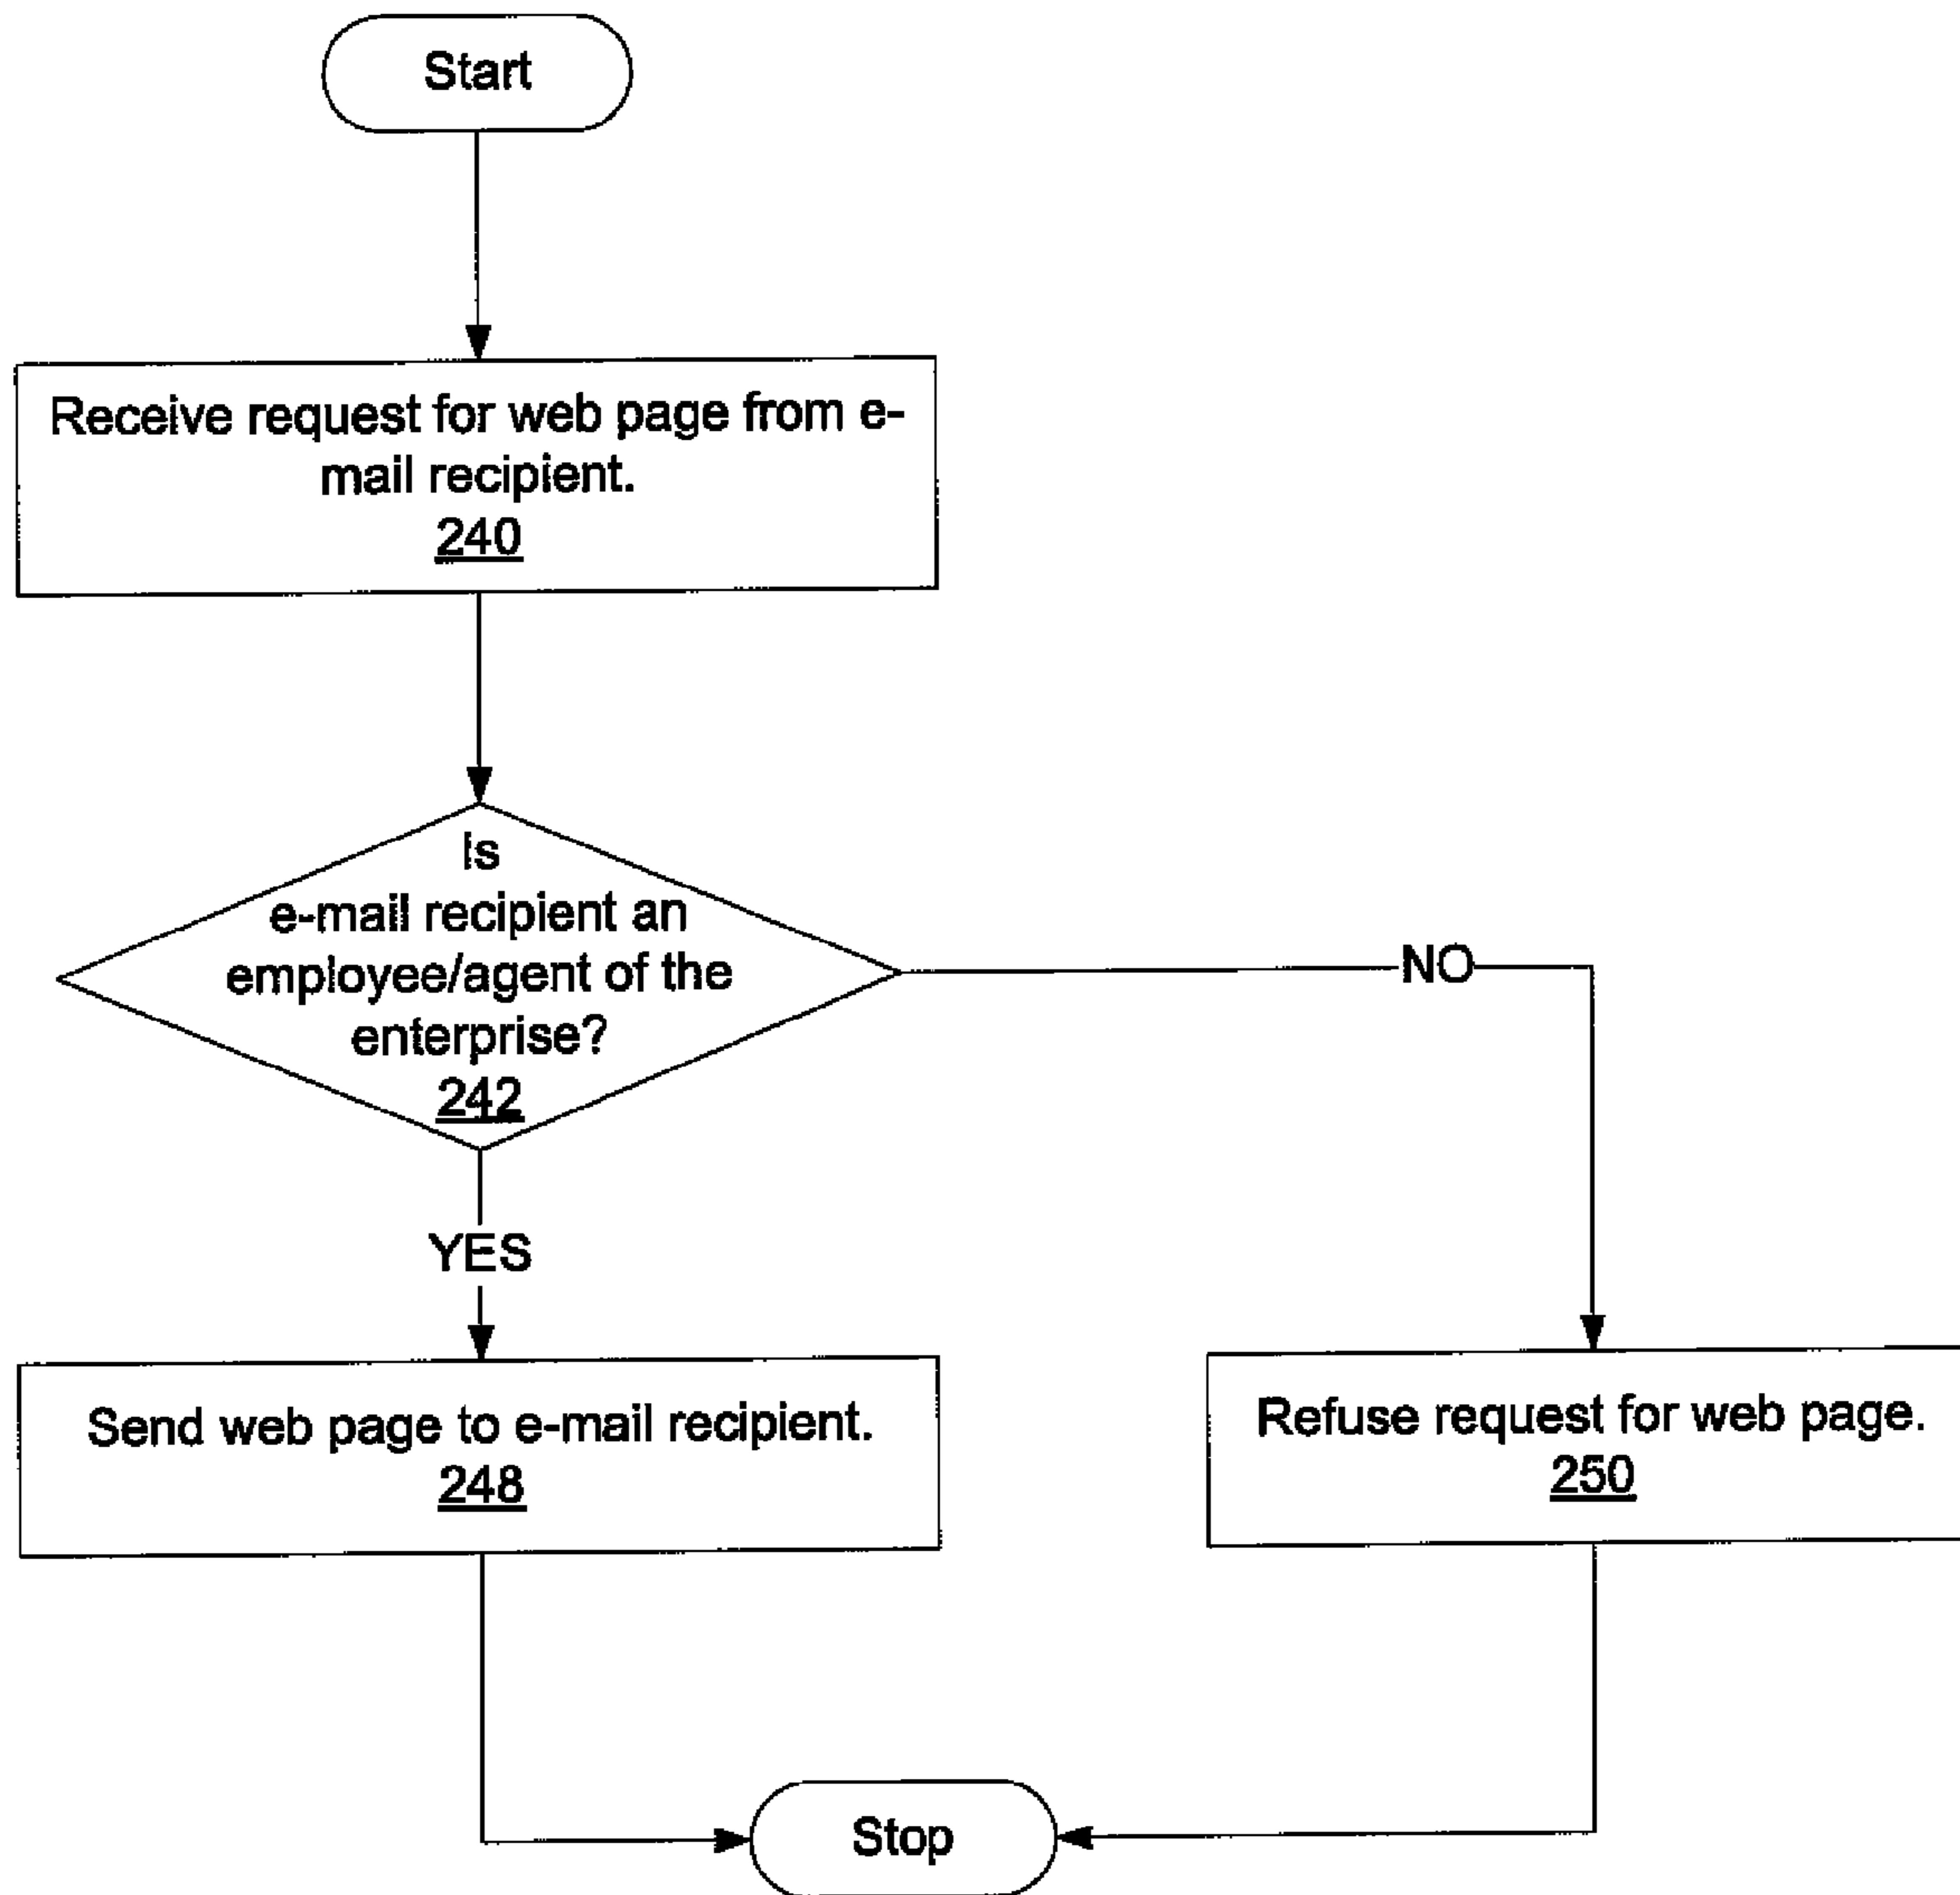 Start
Receive request for web page from e-
mail recipient.
240
Is
e-mail recipient an
employee/agent of the
enterprise?
242
NO
YES
Send web page to e-mail recipient.
248
Refuse request for web page.
250
Stop